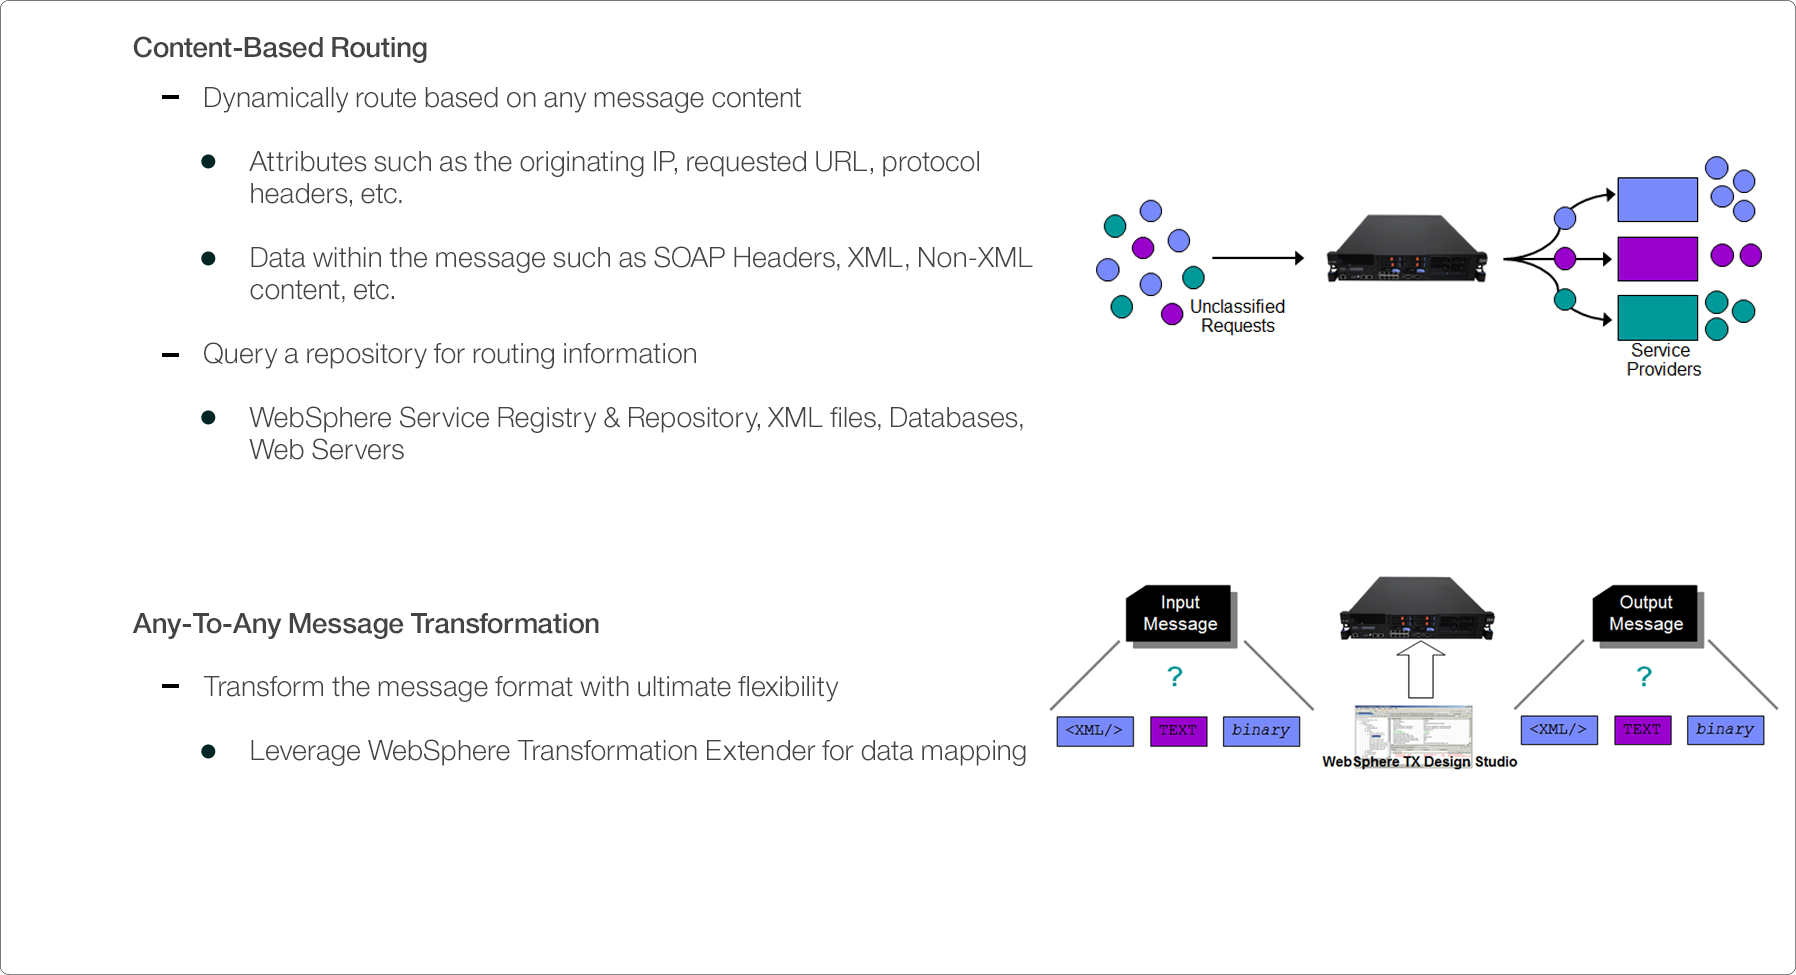 Content-Based Routing
Dynamically route based on any message content
Attributes such as the originating IP, requested URL, protocol
headers, etc.
Data within the message such as SOAP Headers, XML, Non-XML
content, etc.
Query a repository for routing information
WebSphere Service Registry & Repository, XML files, Databases,
Web Servers
Unclassified
Requests
Service
Providers
Any-To-Any Message Transformation
Transform the message format with ultimate flexibility
Leverage WebSphere Transformation Extender for data mapping
Input
Message
?
<XML/>
TEXT
binary
WebSphere TX Design Studio
Output
Message
?
<XML/>
TEXT
binary